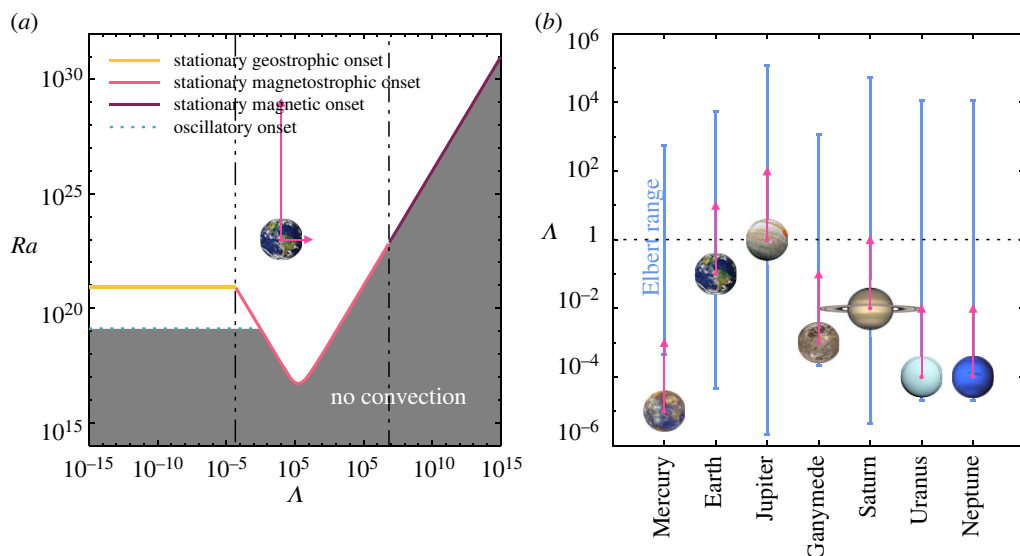 (a)
10^30
10^25
Ra
10^20
10^15
stationary geostrophic onset
stationary magnetostrophic onset
stationary magnetic onset
oscillatory onset
no convection
10^−15 10^−10 10^−5 10^5 10^5 10^10 10^15
Λ
(b)
10^6
10^4
10^2
Λ
1
10^−2
10^−4
10^−6
Elbert range
Mercury
Earth
Jupiter
Ganymede
Saturn
Uranus
Neptune